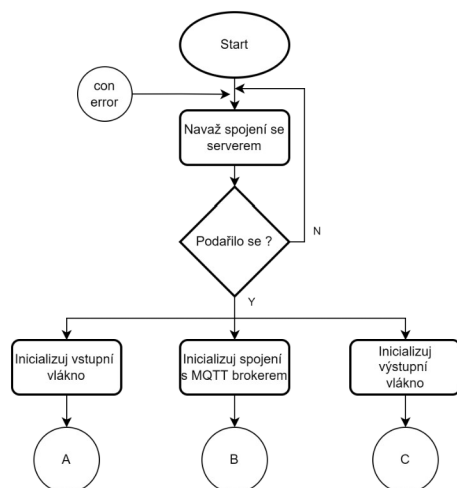 Start
con
error
Navaž spojení se
serverem
Podařilo se ?
N
Y
Inicializuj vstupní
vlákno
Inicializuj spojení
s MQTT brokerem
Inicializuj
výstupní
vlákno
A
B
C